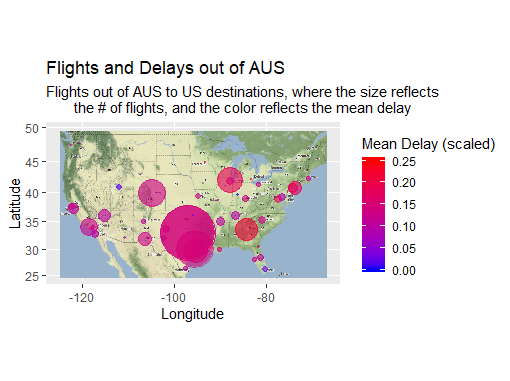 Flights and Delays out of AUS
Flights out of AUS to US destinations, where the size reflects
the # of flights, and the color reflects the mean delay
Mean Delay (scaled)
0.25
0.20
0.15
0.10
0.05
0.00
Latitude
50
45
40
35
30
25
-120
-100
-80
Longitude